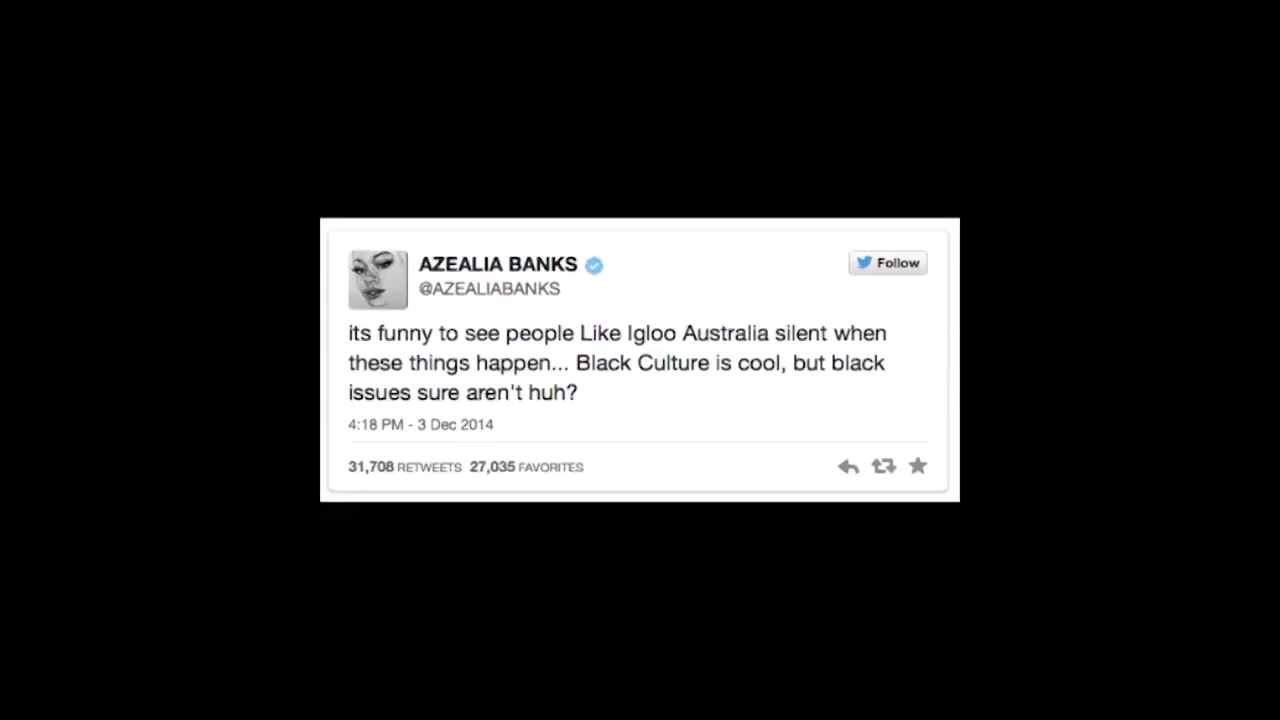 AZEALIA BANKS
Follow
@AZEALIABANKS
its funny to see people Like Igloo Australia silent when
these things happen... Black Culture is cool, but black
issues sure aren't huh?
4:18 PM - 3 Dec 2014
31,708 RETWEETS 27,035 FAVORITES